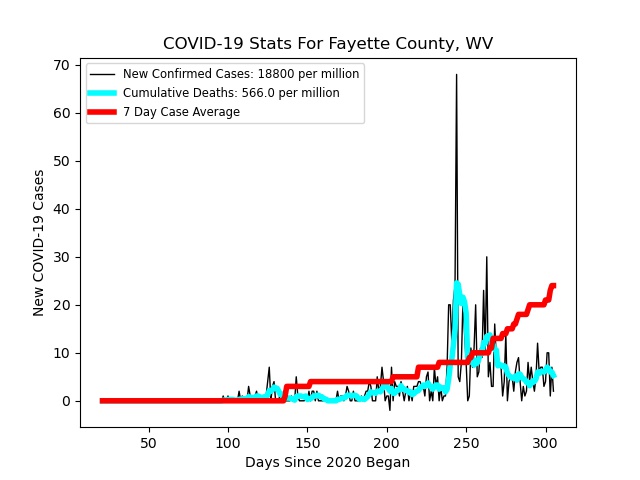 COVID-19 Stats For Fayette County, WV
New Confirmed Cases: 18800 per million
Cumulative Deaths: 566.0 per million
7 Day Case Average
New COVID-19 Cases
70
60
50
40
30
20
10
0
50 100 150 200 250 300
Days Since 2020 Began